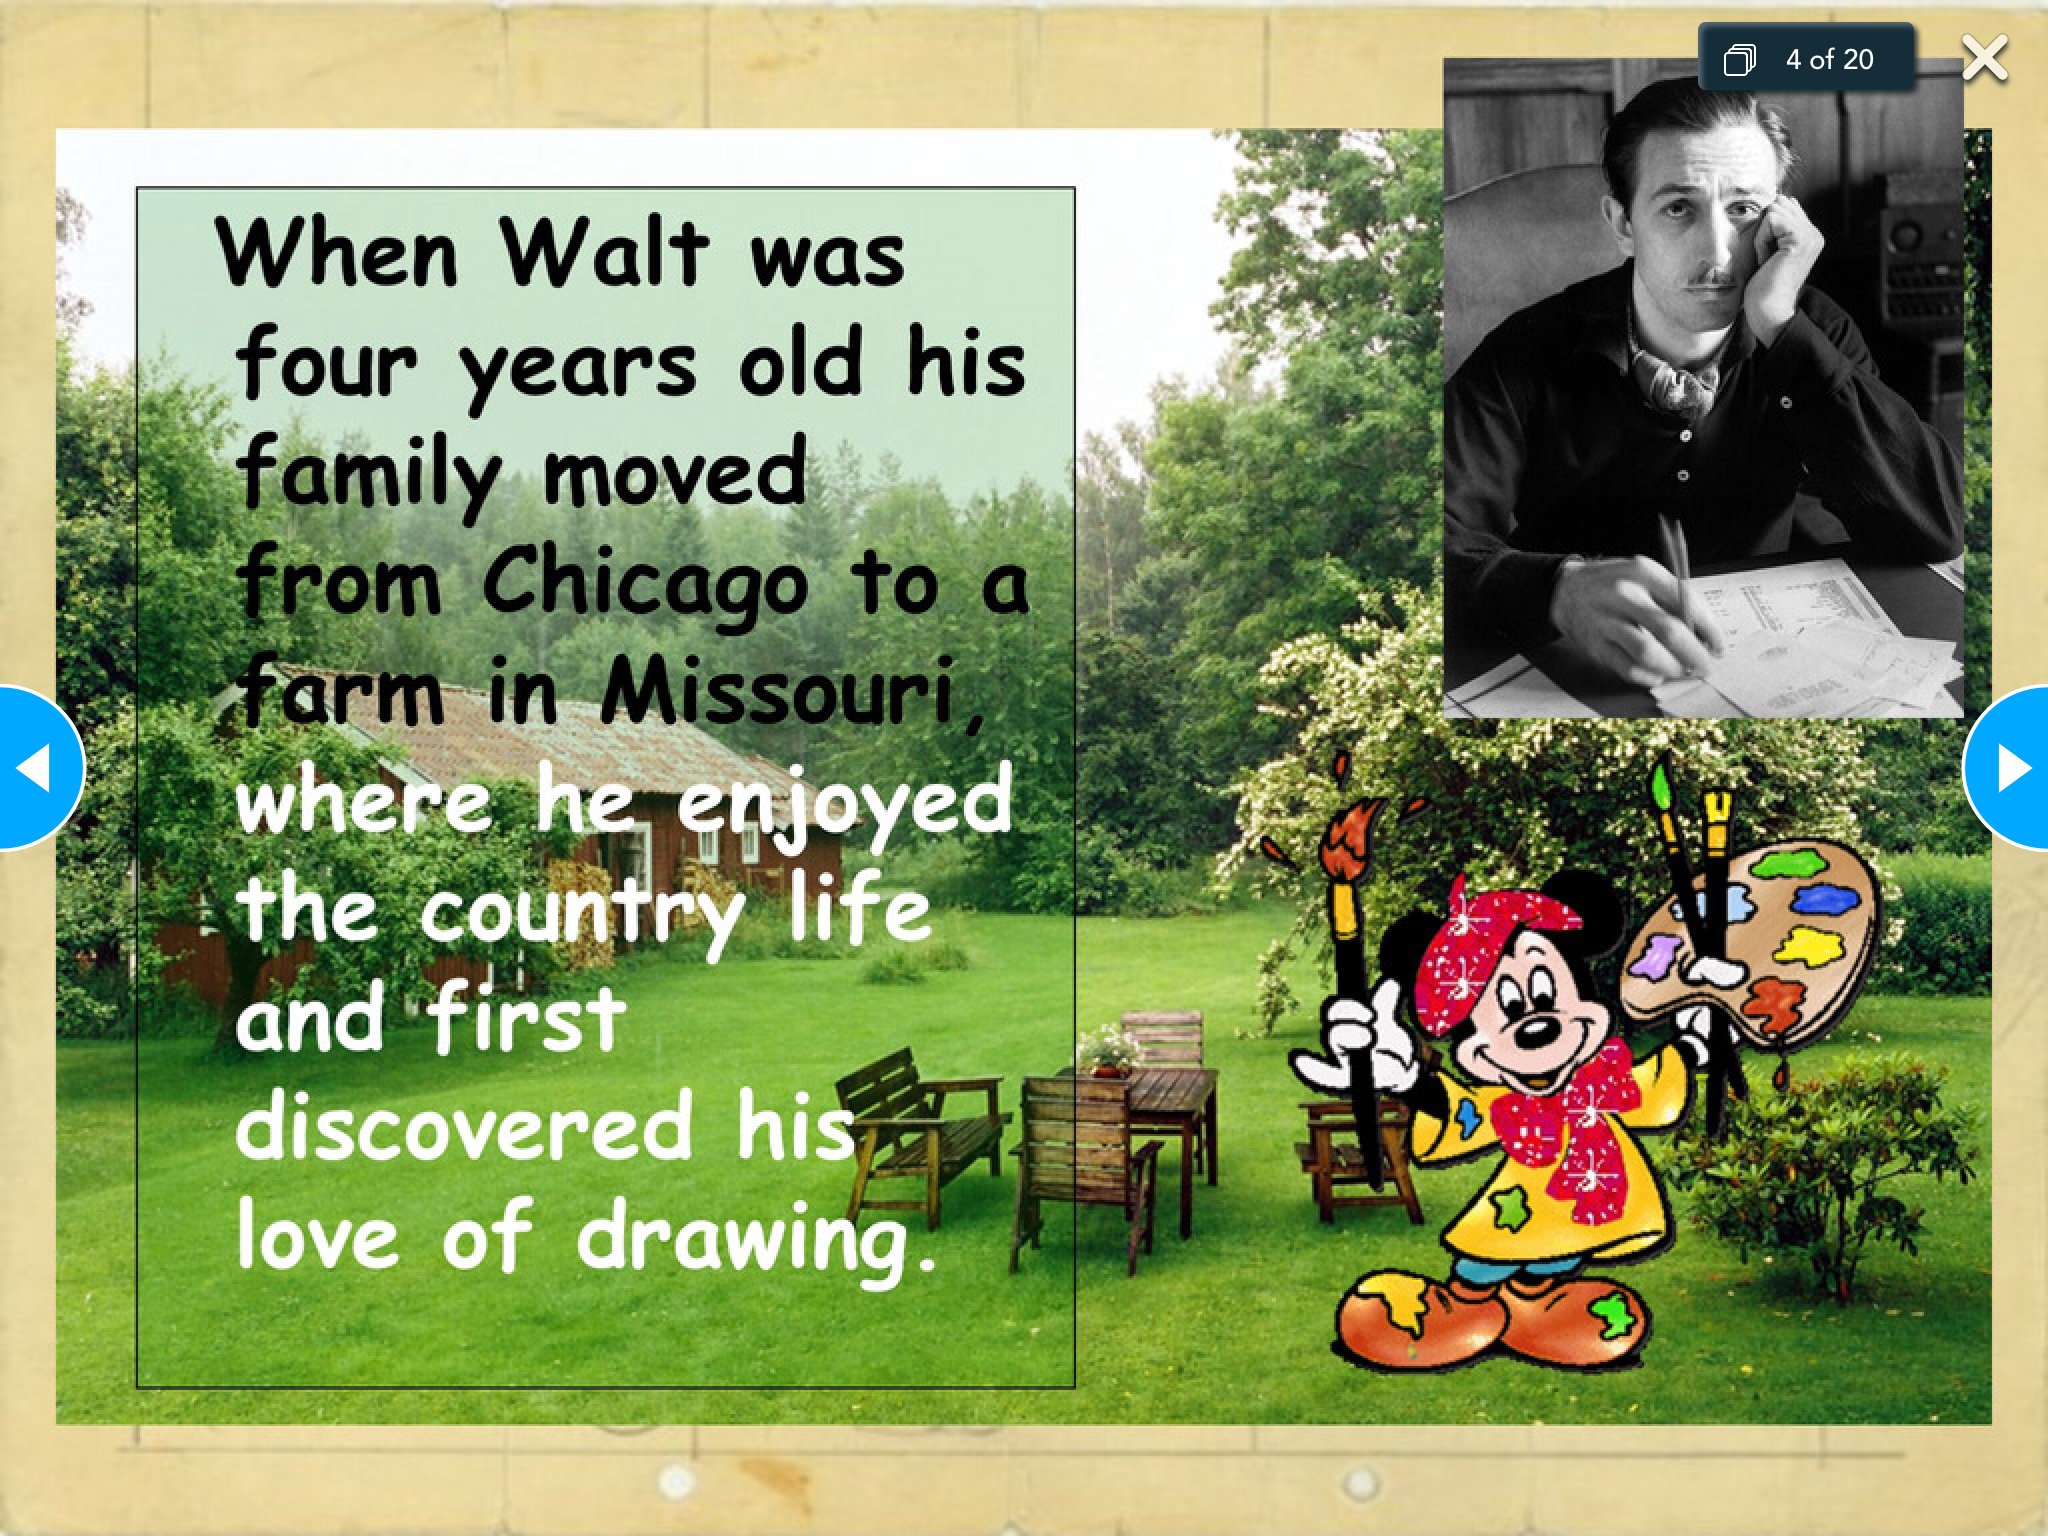 4 of 20
When Walt was
four years old his
family moved
from Chicago to a
farm in Missouri,
where he enjoyed
the country life
and first
discovered his
love of drawing.